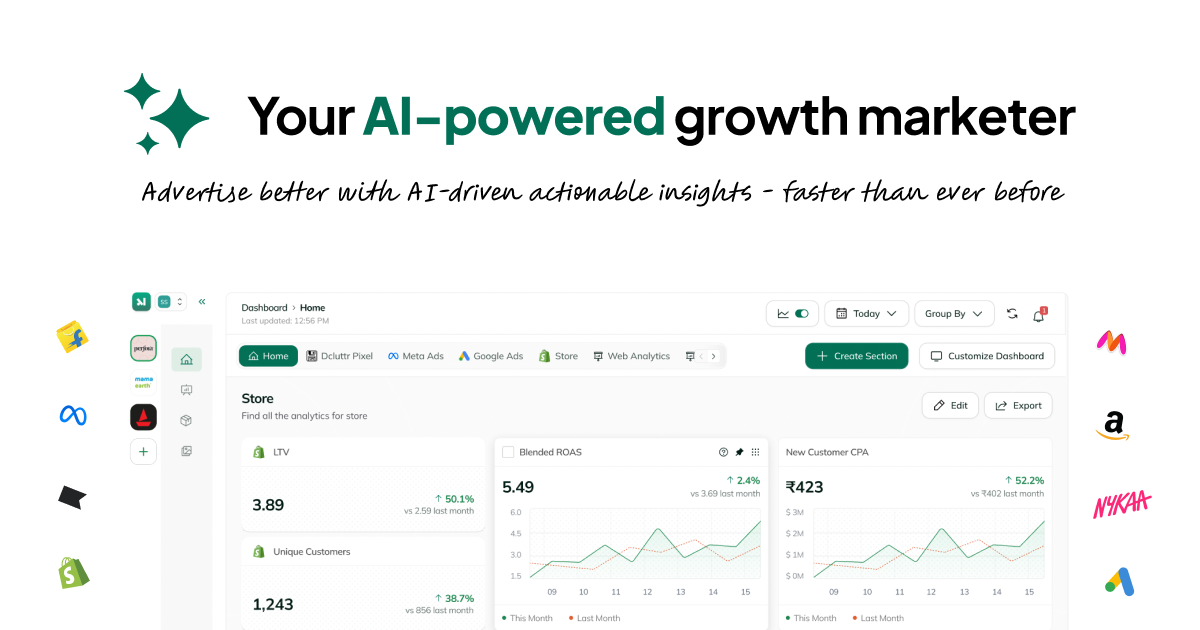 Your AI-powered growth marketer
Advertise better with AI-driven actionable insights - faster than ever before
SS
Dashboard > Home
Last updated: 12:56 PM
Today
Group By
1
perfora
Home
Dcluttr Pixel
Meta Ads
Google Ads
Store
Web Analytics
Create Section
Customize Dashboard
mama
earth
Store
Find all the analytics for store
Edit
Export
LTV
3.89
↑ 50.1%
vs 2.59 last month
Unique Customers
1,243
↑ 38.7%
vs 856 last month
Blended ROAS
5.49
↑ 2.4%
vs 3.69 last month
6.0
4.5
3.0
1.5
09 10 11 12 13 14 15
This Month Last Month
New Customer CPA
₹423
↑ 52.2%
vs ₹402 last month
$ 3M
$ 2M
$ 1M
$ 0M
09 10 11 12 13 14 15
This Month Last Month
a
NYKAA